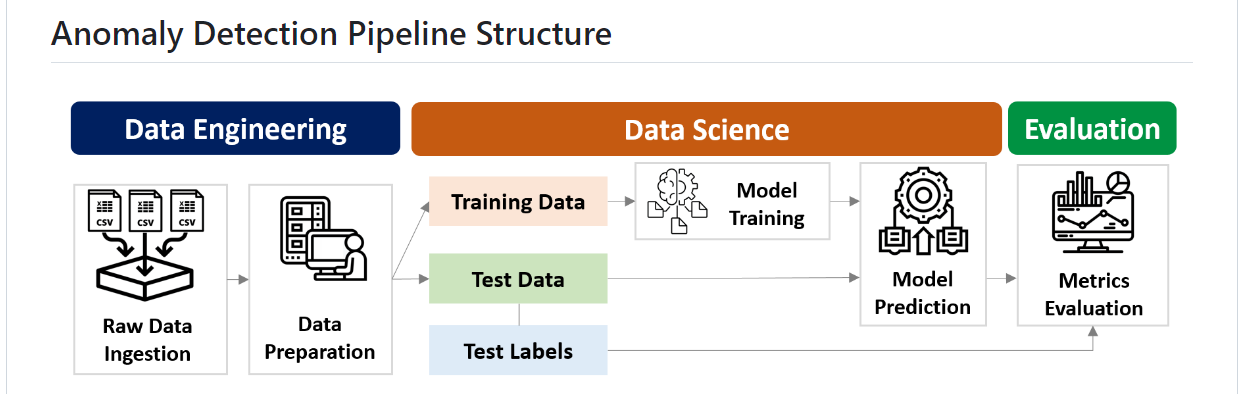 Anomaly Detection Pipeline Structure
Data Engineering
Data Science
Evaluation
CSV
CSV
CSV
Raw Data
Ingestion
Data
Preparation
Training Data
Test Data
Test Labels
Model
Training
Model
Prediction
Metrics
Evaluation